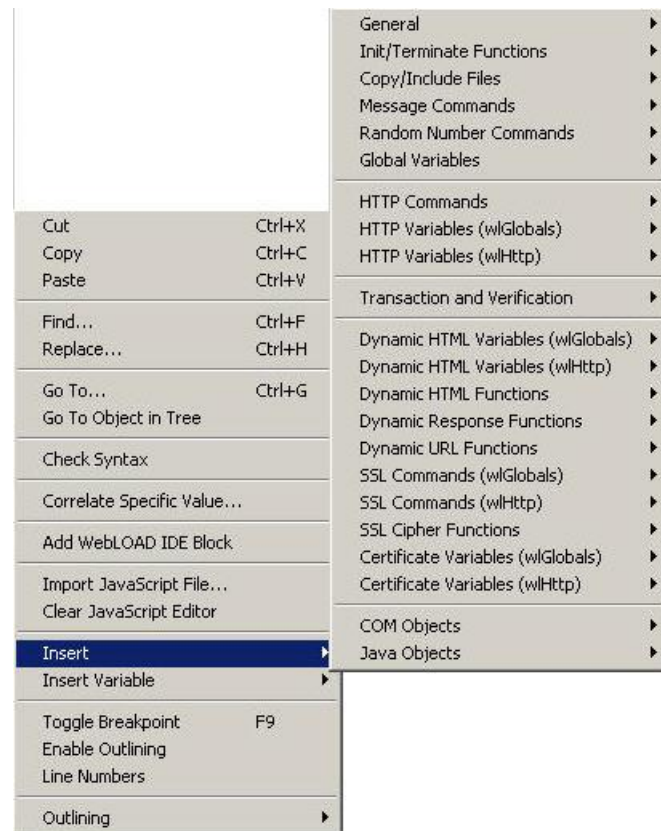 Cut Ctrl+X
Copy Ctrl+C
Paste Ctrl+V
Find... Ctrl+F
Replace... Ctrl+H
Go To... Ctrl+G
Go To Object in Tree
Check Syntax
Correlate Specific Value...
Add WebLOAD IDE Block
Import JavaScript File...
Clear JavaScript Editor
Insert
Insert Variable
Toggle Breakpoint F9
Enable Outlining
Line Numbers
Outlining
General
Init/Terminate Functions
Copy/Include Files
Message Commands
Random Number Commands
Global Variables
HTTP Commands
HTTP Variables (wlGlobals)
HTTP Variables (wlHttp)
Transaction and Verification
Dynamic HTML Variables (wlGlobals)
Dynamic HTML Variables (wlHttp)
Dynamic HTML Functions
Dynamic Response Functions
Dynamic URL Functions
SSL Commands (wlGlobals)
SSL Commands (wlHttp)
SSL Cipher Functions
Certificate Variables (wlGlobals)
Certificate Variables (wlHttp)
COM Objects
Java Objects